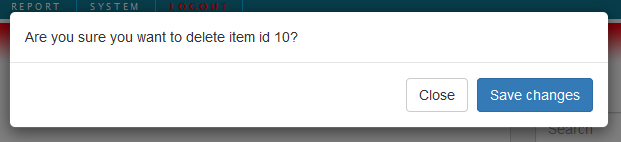 REPORT SYSTEM LOGOUT
Are you sure you want to delete item id 10?
Close Save changes
Search